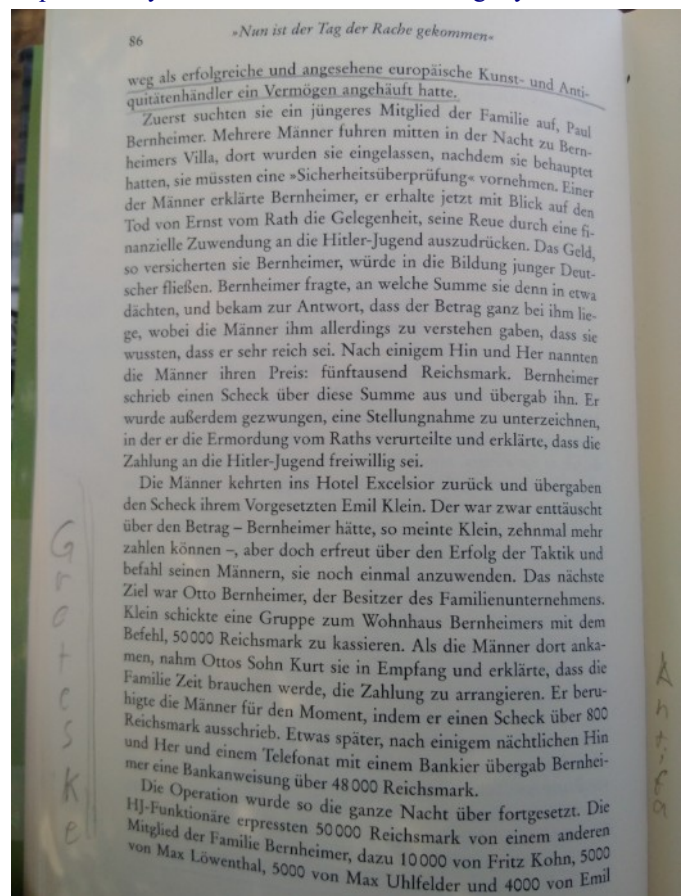 86
»Nun ist der Tag der Rache gekommen«
weg als erfolgreiche und angesehene europäische Kunst- und Anti-
quitätenhändler ein Vermögen angehäuft hatte.
Zuerst suchten sie ein jüngeres Mitglied der Familie auf, Paul
Bernheimer. Mehrere Männer fuhren mitten in der Nacht zu Bern-
heimers Villa, dort wurden sie eingelassen, nachdem sie behauptet
hatten, sie müssten eine »Sicherheitsüberprüfung« vornehmen. Einer
der Männer erklärte Bernheimer, er erhalte jetzt mit Blick auf den
Tod von Ernst vom Rath die Gelegenheit, seine Reue durch eine fi-
nanzielle Zuwendung an die Hitler-Jugend auszudrücken. Das Geld,
so versicherten sie Bernheimer, würde in die Bildung junger Deut-
scher fließen. Bernheimer fragte, an welche Summe sie denn in etwa
dächten, und bekam zur Antwort, dass der Betrag ganz bei ihm lie-
ge, wobei die Männer ihm allerdings zu verstehen gaben, dass sie
wussten, dass er sehr reich sei. Nach einigem Hin und Her nannten
die Männer ihren Preis: fünftausend Reichsmark. Bernheimer
schrieb einen Scheck über diese Summe aus und übergab ihn. Er
wurde außerdem gezwungen, eine Stellungnahme zu unterzeichnen,
in der er die Ermordung vom Raths verurteilte und erklärte, dass die
Zahlung an die Hitler-Jugend freiwillig sei.
Die Männer kehrten ins Hotel Excelsior zurück und übergaben
den Scheck ihrem Vorgesetzten Emil Klein. Der war zwar enttäuscht
über den Betrag – Bernheimer hätte, so meinte Klein, zehnmal mehr
zahlen können –, aber doch erfreut über den Erfolg der Taktik und
befahl seinen Männern, sie noch einmal anzuwenden. Das nächste
Ziel war Otto Bernheimer, der Besitzer des Familienunternehmens.
Klein schickte eine Gruppe zum Wohnhaus Bernheimers mit dem
Befehl, 50 000 Reichsmark zu kassieren. Als die Männer dort anka-
men, nahm Ottos Sohn Kurt sie in Empfang und erklärte, dass die
Familie Zeit brauchen werde, die Zahlung zu arrangieren. Er beru-
higte die Männer für den Moment, indem er einen Scheck über 800
Reichsmark ausschrieb. Etwas später, nach einigem nächtlichen Hin
und Her und einem Telefonat mit einem Bankier übergab Bernhei-
mer eine Bankanweisung über 48 000 Reichsmark.
Die Operation wurde so die ganze Nacht über fortgesetzt. Die
HJ-Funktionäre erpressten 50 000 Reichsmark von einem anderen
Mitglied der Familie Bernheimer, dazu 10 000 von Fritz Kohn, 5000
von Max Löwenthal, 5000 von Max Uhlfelder und 4000 von Emil
Groteske
Antifa